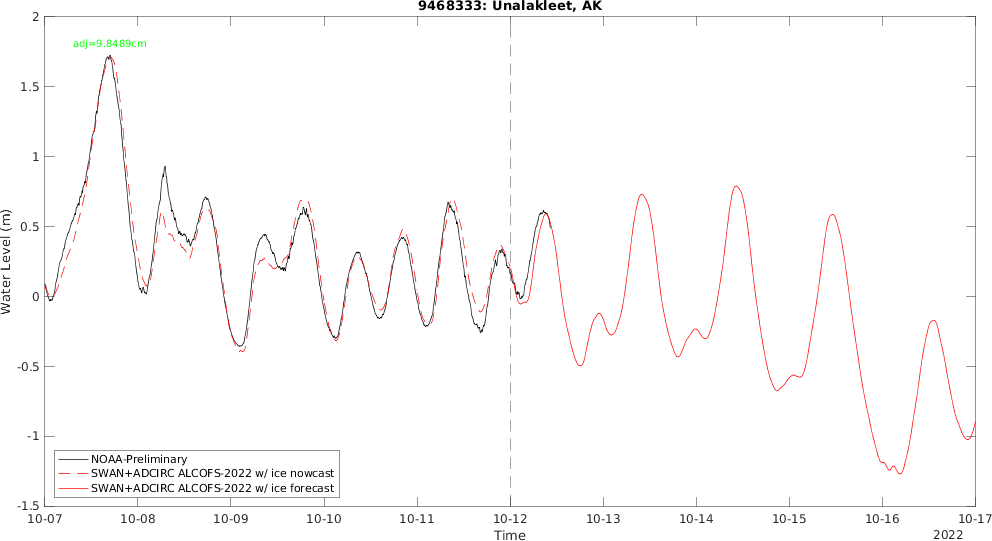 9468333: Unalakleet, AK
adj=9.8489cm
2
1.5
1
0.5
0
-0.5
-1
-1.5
Water Level (m)
NOAA-Preliminary
SWAN+ADCIRC ALCOFS-2022 w/ ice nowcast
SWAN+ADCIRC ALCOFS-2022 w/ ice forecast
10-07 10-08 10-09 10-10 10-11 10-12 10-13 10-14 10-15 10-16 10-17
Time
2022